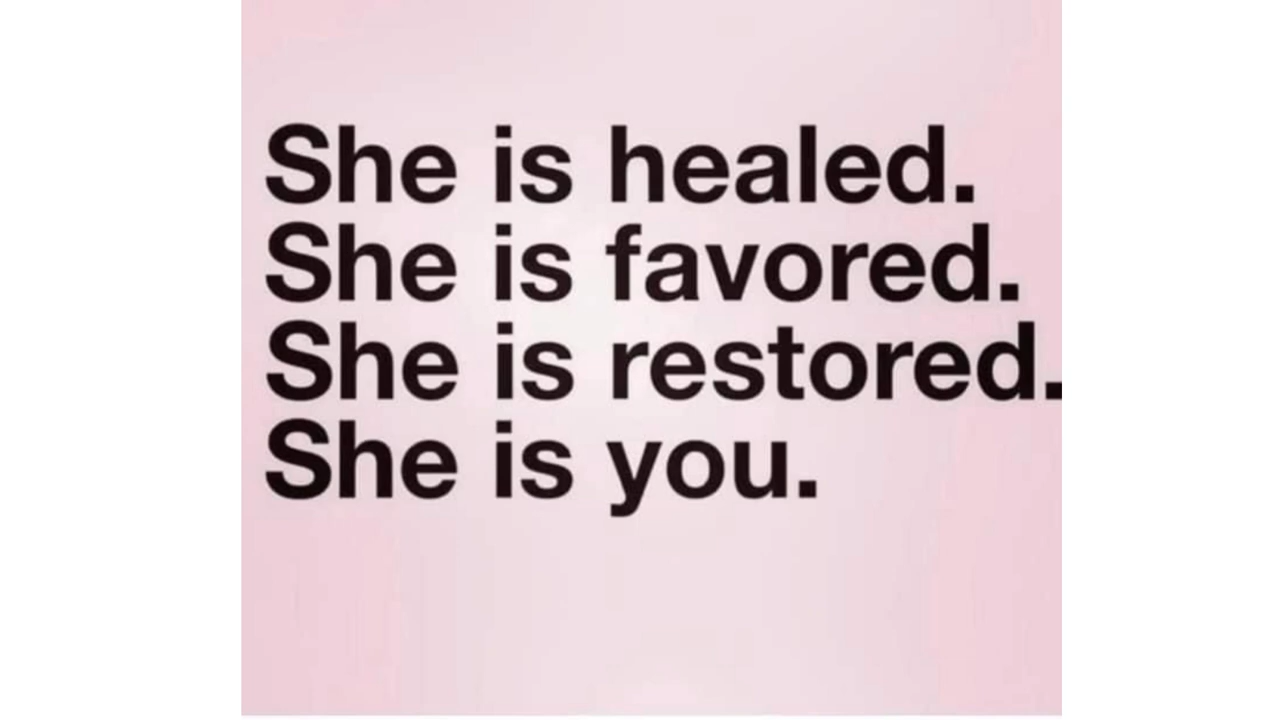 She is healed.
She is favored.
She is restored.
She is you.